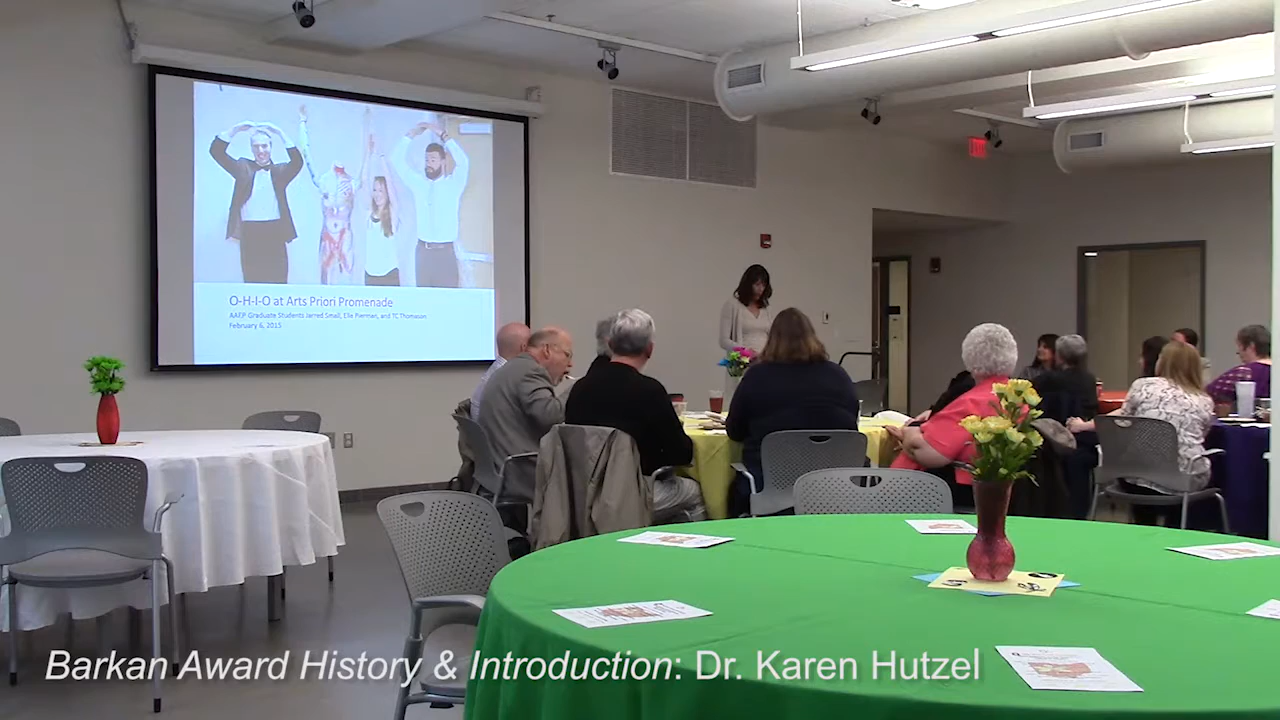 O-H-I-O at Arts Priori Promenade
AAEP Graduate Students Jarred Small, Elle Pierman, and TC Thomason
February 6, 2015
Barkan Award History & Introduction: Dr. Karen Hutzel